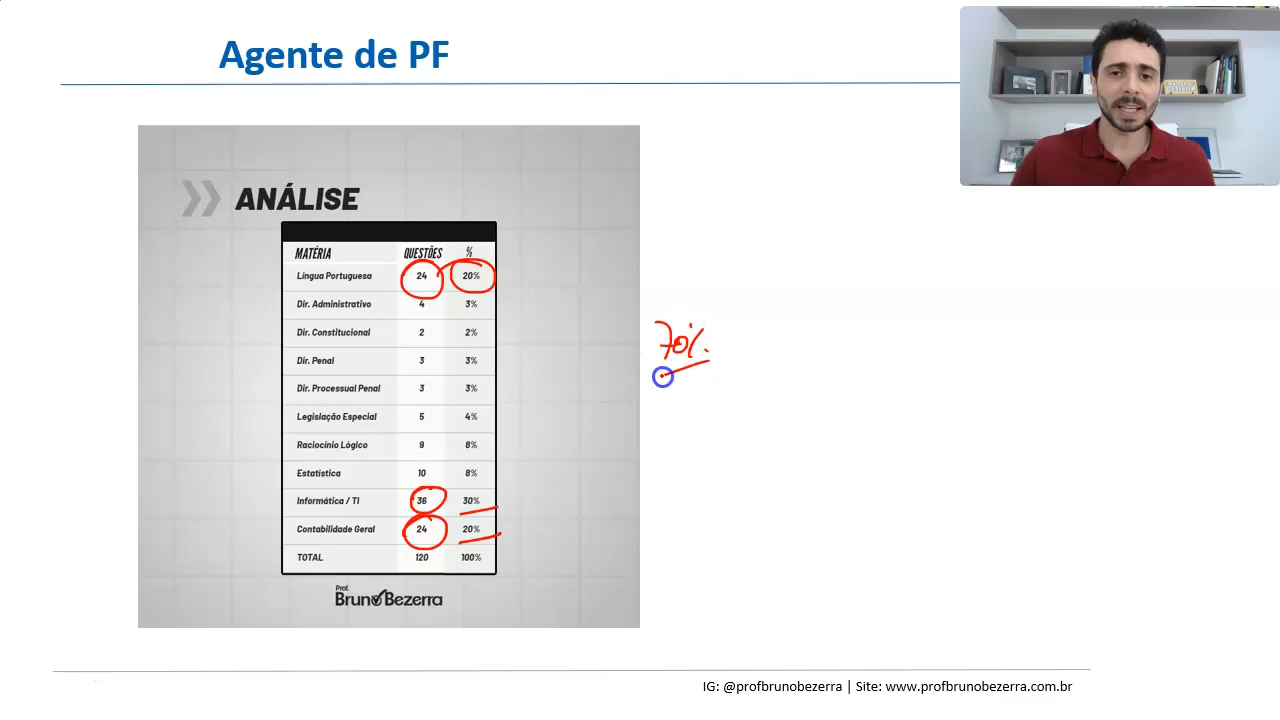 Agente de PF
ANÁLISE
MATÉRIA QUESTÕES %
Língua Portuguesa 24 20%
Dir. Administrativo 4 3%
Dir. Constitucional 2 2%
Dir. Penal 3 3%
Dir. Processual Penal 3 3%
Legislação Especial 5 4%
Raciocínio Lógico 9 8%
Estatística 10 8%
Informática / TI 36 30%
Contabilidade Geral 24 20%
TOTAL 120 100%
70%
Prof.
Bruno Bezerra
IG: @profbrunobezerra | Site: www.profbrunobezerra.com.br